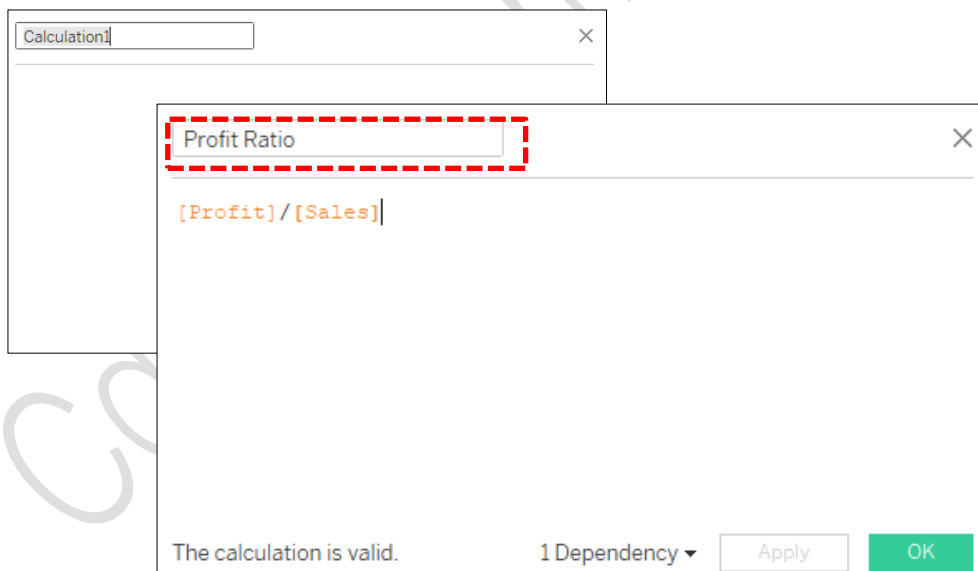 Calculation1
Profit Ratio
[Profit]/[Sales]
The calculation is valid.
1 Dependency
Apply
OK